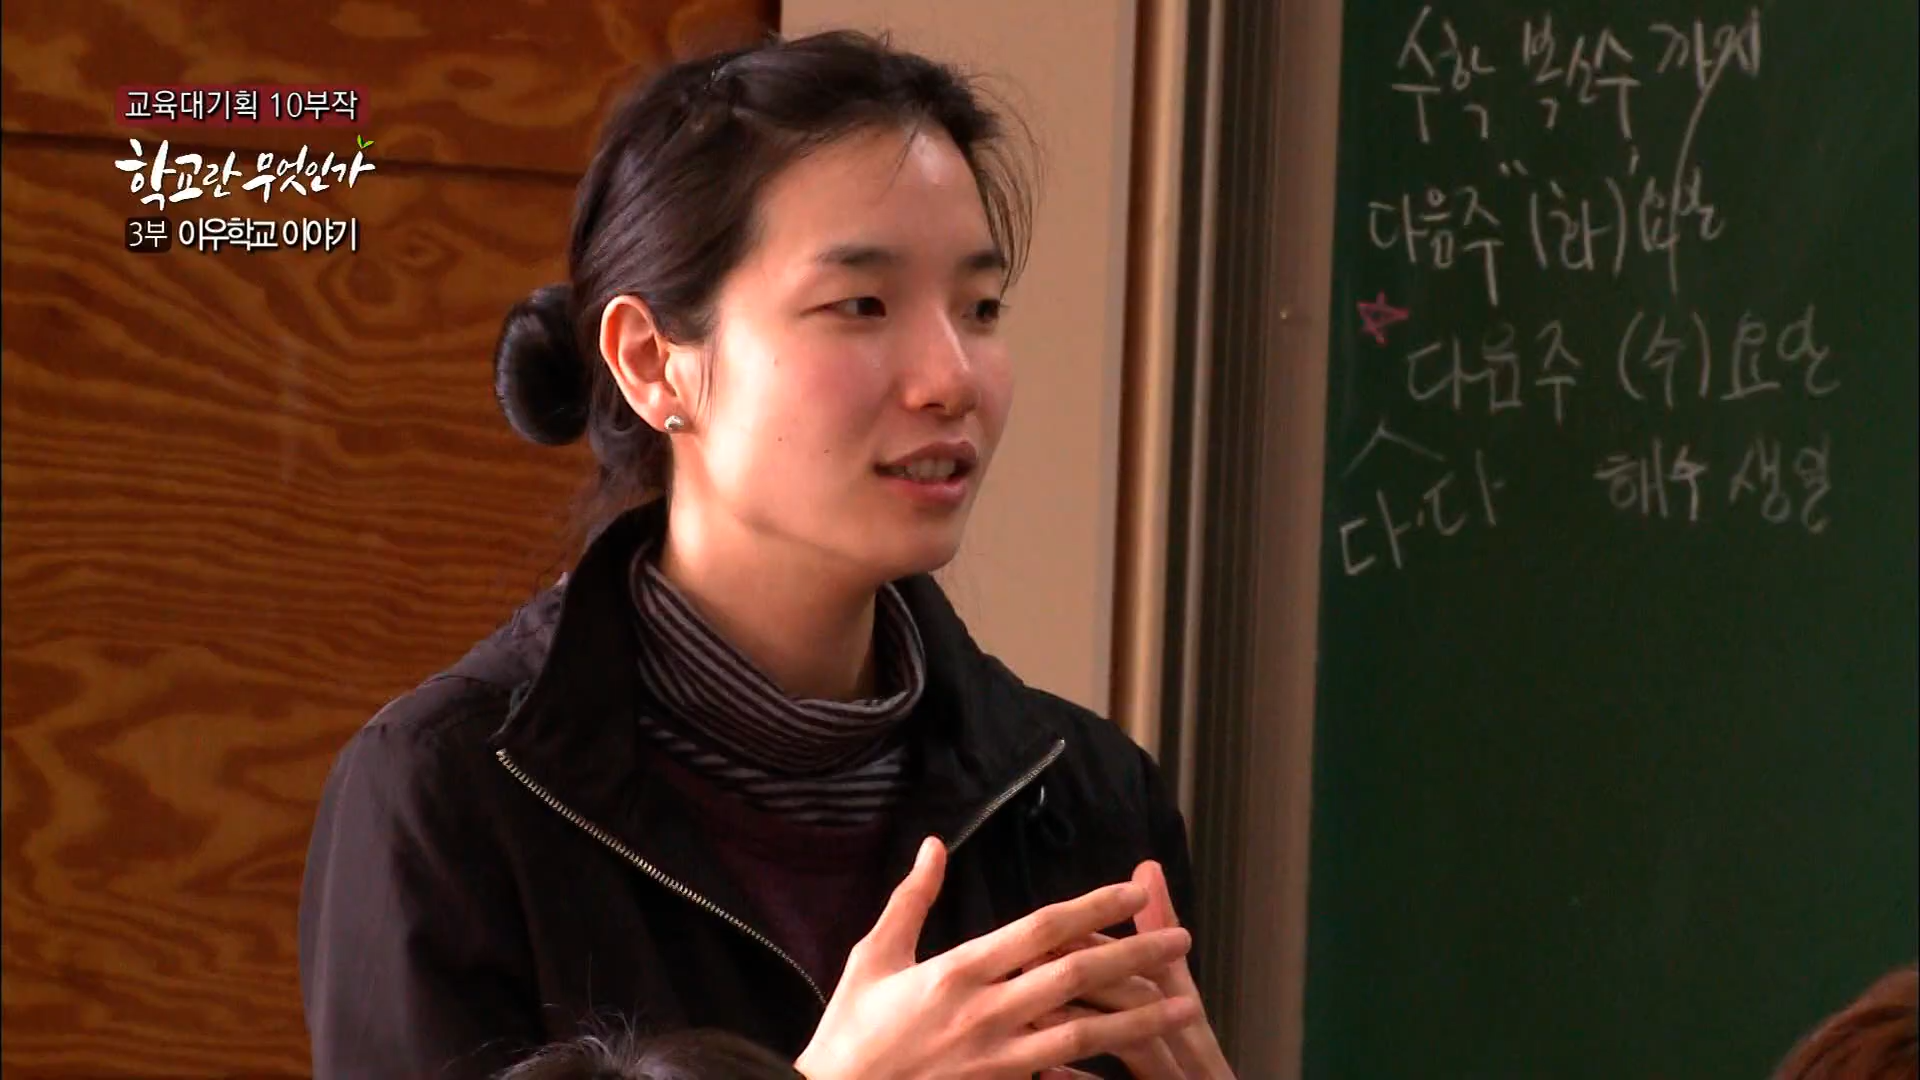 교육대기획 10부작
학교란 무엇인가
3부 이우학교 이야기
수학 복소수 까지
다음주 (화)요일
다음주 (수)요일
다·다 해수 생일